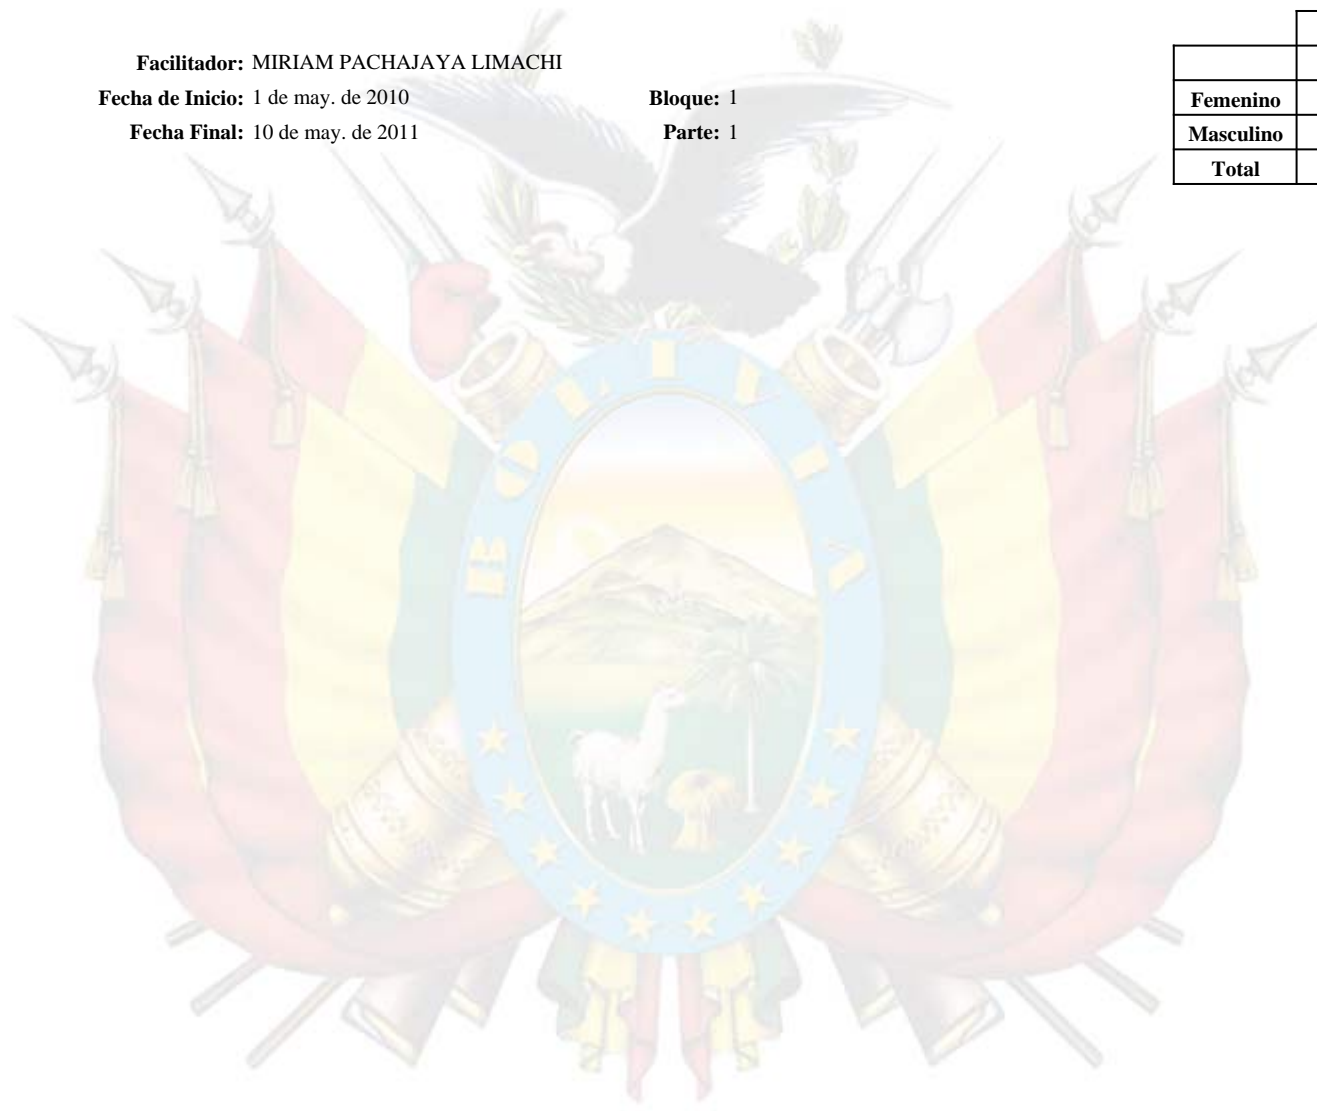 Facilitador: MIRIAM PACHAJAYA LIMACHI
Fecha de Inicio: 1 de may. de 2010 Bloque: 1
Fecha Final: 10 de may. de 2011 Parte: 1
Femenino
Masculino
Total
BOLIVIA